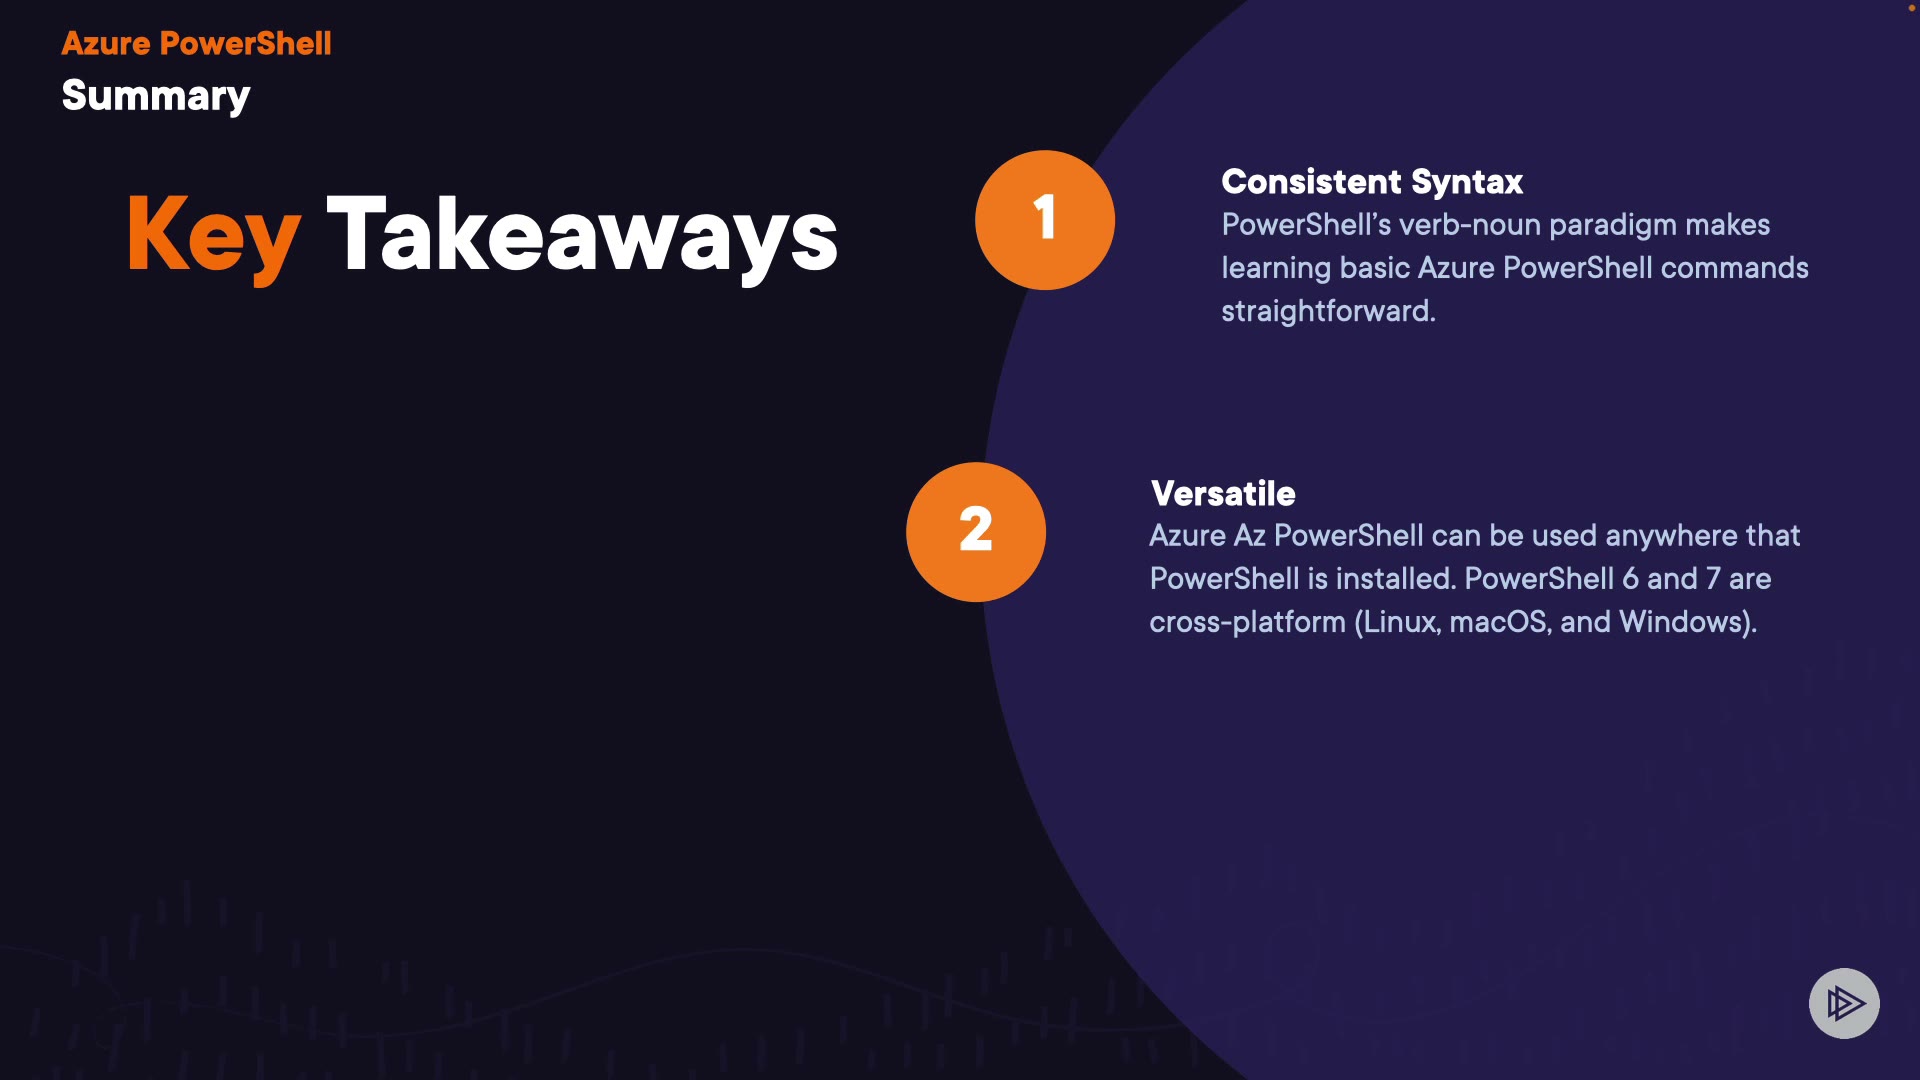 Azure PowerShell
Summary
Key Takeaways
1
Consistent Syntax
PowerShell’s verb-noun paradigm makes
learning basic Azure PowerShell commands
straightforward.
2
Versatile
Azure Az PowerShell can be used anywhere that
PowerShell is installed. PowerShell 6 and 7 are
cross-platform (Linux, macOS, and Windows).